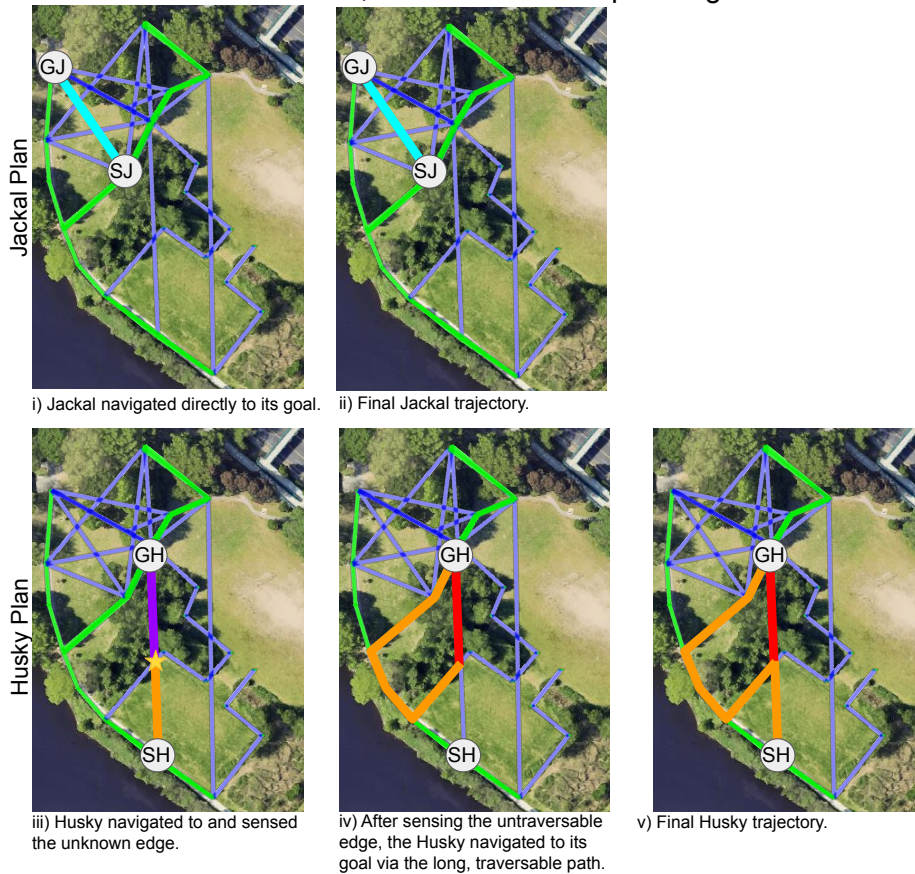 GJ
GJ
SJ
SJ
Jackal Plan
i) Jackal navigated directly to its goal.
ii) Final Jackal trajectory.
GH
GH
GH
Husky Plan
SH
SH
SH
iii) Husky navigated to and sensed
the unknown edge.
iv) After sensing the untraversable
edge, the Husky navigated to its
goal via the long, traversable path.
v) Final Husky trajectory.